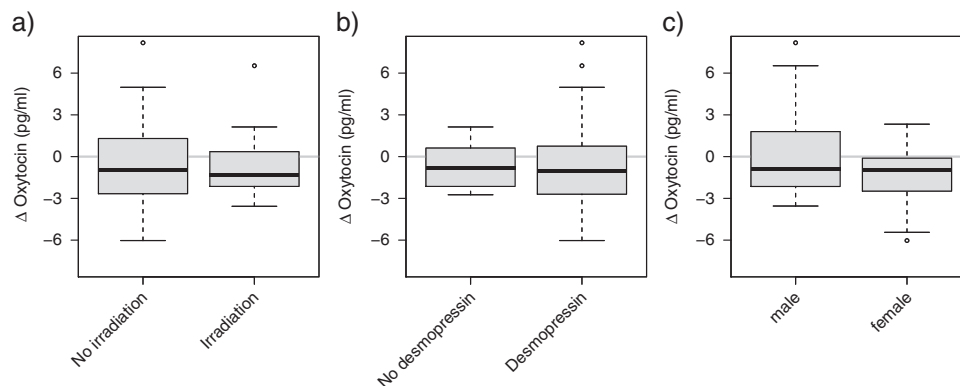 a)
Δ Oxytocin (pg/ml)
6
3
0
−3
−6
No irradiation
Irradiation
b)
Δ Oxytocin (pg/ml)
6
3
0
−3
−6
No desmopressin
Desmopressin
c)
Δ Oxytocin (pg/ml)
6
3
0
−3
−6
male
female